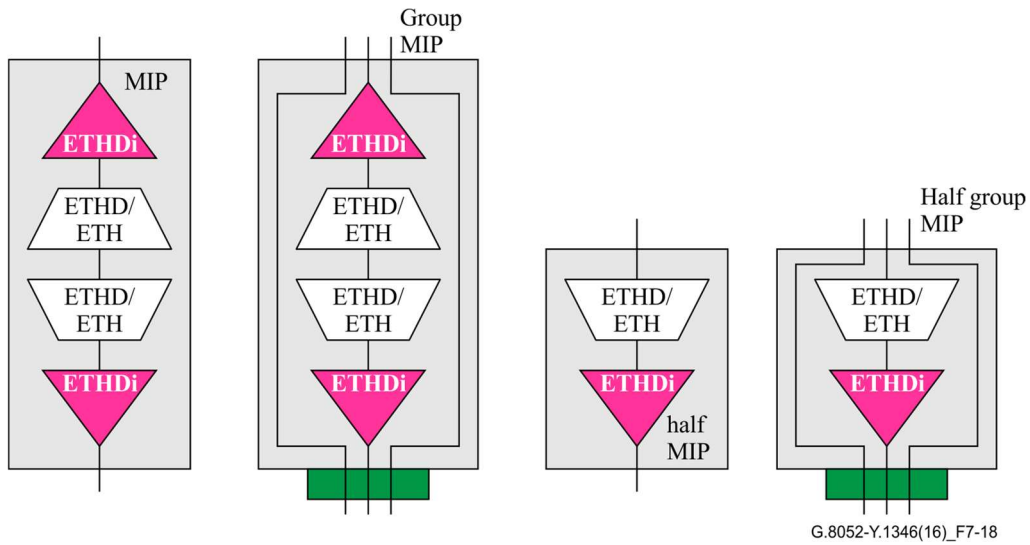 MIP
ETHDi
ETHD/
ETH
ETHD/
ETH
ETHDi
Group
MIP
ETHDi
ETHD/
ETH
ETHD/
ETH
ETHDi
ETHD/
ETH
ETHDi
half
MIP
Half group
MIP
ETHD/
ETH
ETHDi
G.8052-Y.1346(16)_F7-18